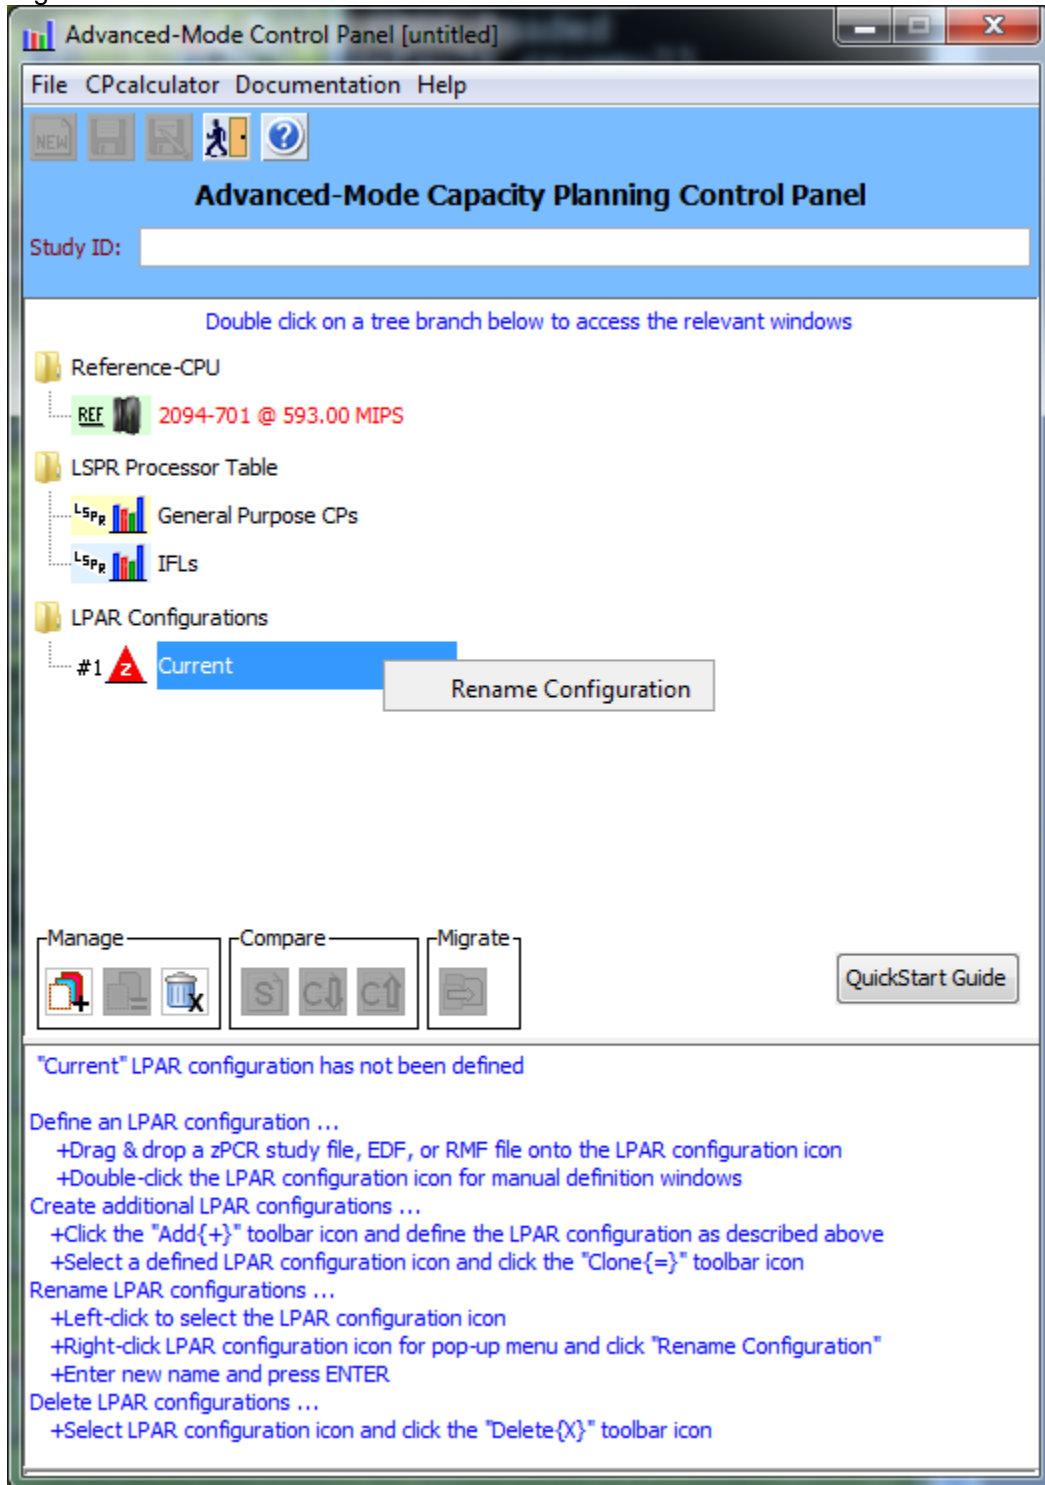 Advanced-Mode Control Panel [untitled]
File CPcalculator Documentation Help
NEW
Advanced-Mode Capacity Planning Control Panel
Study ID:
Double click on a tree branch below to access the relevant windows
Reference-CPU
REF 2094-701 @ 593.00 MIPS
LSPR Processor Table
LSPR General Purpose CPs
LSPR IFLs
LPAR Configurations
#1 z Current
Rename Configuration
Manage Compare Migrate
S C C
QuickStart Guide
"Current" LPAR configuration has not been defined
Define an LPAR configuration ...
+Drag & drop a zPCR study file, EDF, or RMF file onto the LPAR configuration icon
+Double-click the LPAR configuration icon for manual definition windows
Create additional LPAR configurations ...
+Click the "Add{+}" toolbar icon and define the LPAR configuration as described above
+Select a defined LPAR configuration icon and click the "Clone{=}" toolbar icon
Rename LPAR configurations ...
+Left-click to select the LPAR configuration icon
+Right-click LPAR configuration icon for pop-up menu and click "Rename Configuration"
+Enter new name and press ENTER
Delete LPAR configurations ...
+Select LPAR configuration icon and click the "Delete{X}" toolbar icon